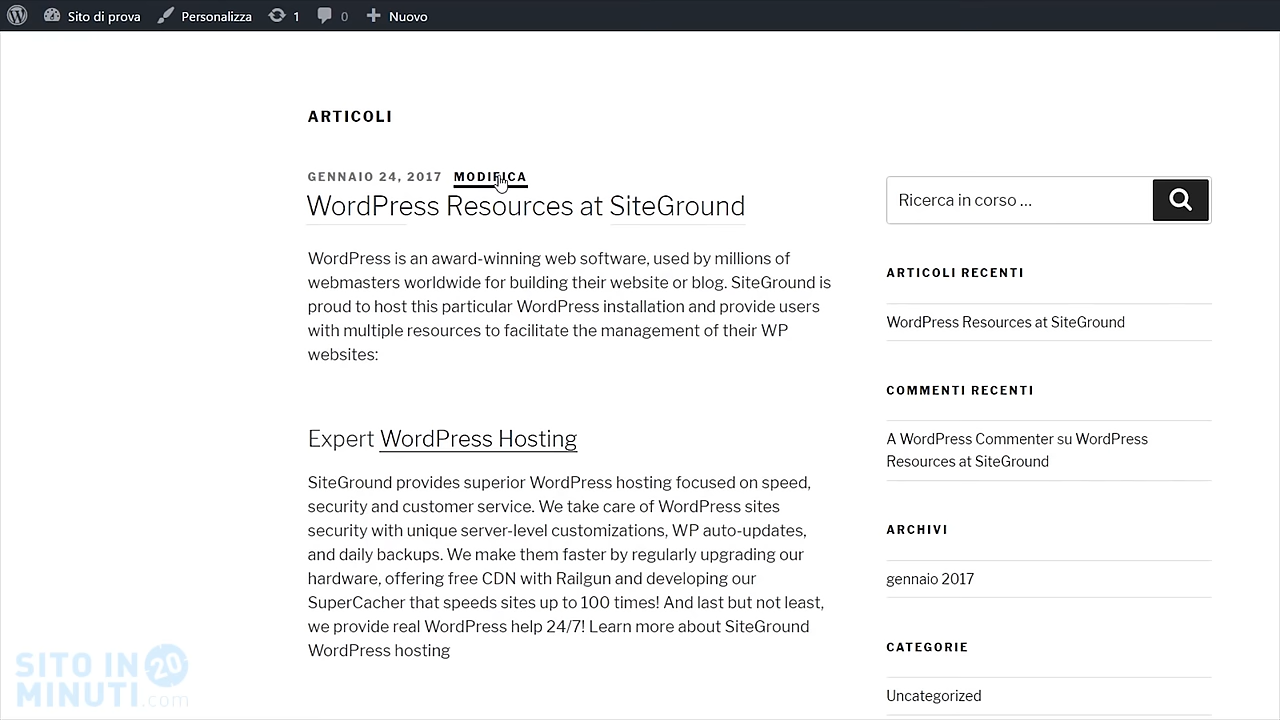 Sito di prova Personalizza 1 0 Nuovo
ARTICOLI
GENNAIO 24, 2017 MODIFICA
WordPress Resources at SiteGround
WordPress is an award-winning web software, used by millions of
webmasters worldwide for building their website or blog. SiteGround is
proud to host this particular WordPress installation and provide users
with multiple resources to facilitate the management of their WP
websites:
Expert WordPress Hosting
SiteGround provides superior WordPress hosting focused on speed,
security and customer service. We take care of WordPress sites
security with unique server-level customizations, WP auto-updates,
and daily backups. We make them faster by regularly upgrading our
hardware, offering free CDN with Railgun and developing our
SuperCacher that speeds sites up to 100 times! And last but not least,
we provide real WordPress help 24/7! Learn more about SiteGround
WordPress hosting
Ricerca in corso …
ARTICOLI RECENTI
WordPress Resources at SiteGround
COMMENTI RECENTI
A WordPress Commenter su WordPress
Resources at SiteGround
ARCHIVI
gennaio 2017
CATEGORIE
Uncategorized
SITO IN 20
MINUTI.com